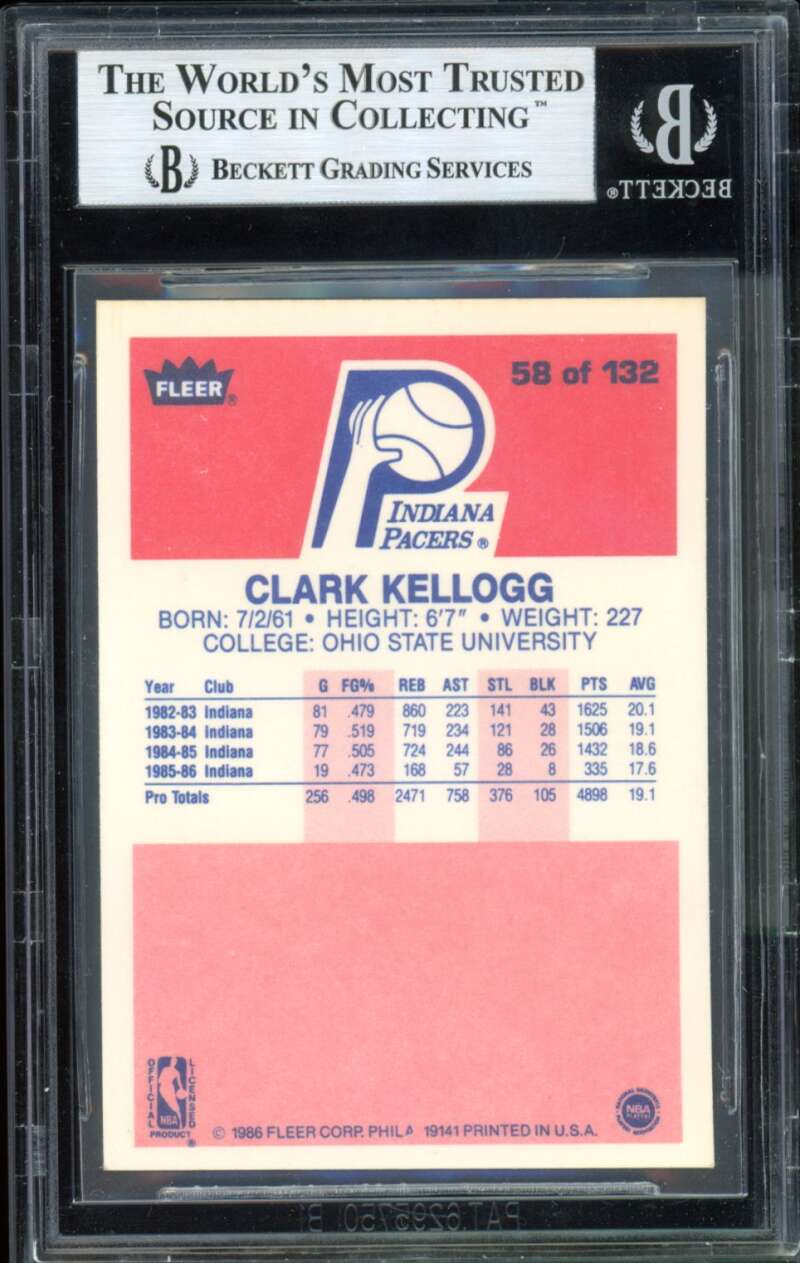 THE WORLD'S MOST TRUSTED
SOURCE IN COLLECTING™
B BECKETT GRADING SERVICES
B
BECKETT®
FLEER®
58 of 132
INDIANA
PACERS®
CLARK KELLOGG
BORN: 7/2/61 • HEIGHT: 6'7" • WEIGHT: 227
COLLEGE: OHIO STATE UNIVERSITY
Year Club G FG% REB AST STL BLK PTS AVG
1982-83 Indiana 81 .479 860 223 141 43 1625 20.1
1983-84 Indiana 79 .519 719 234 121 28 1506 19.1
1984-85 Indiana 77 .505 724 244 86 26 1432 18.6
1985-86 Indiana 19 .473 168 57 28 8 335 17.6
Pro Totals 256 .498 2471 758 376 105 4898 19.1
OFFICIAL LICENSED
NBA
PRODUCT®
© 1986 FLEER CORP. PHILA 19141 PRINTED IN U.S.A.
NBA
PLAYERS